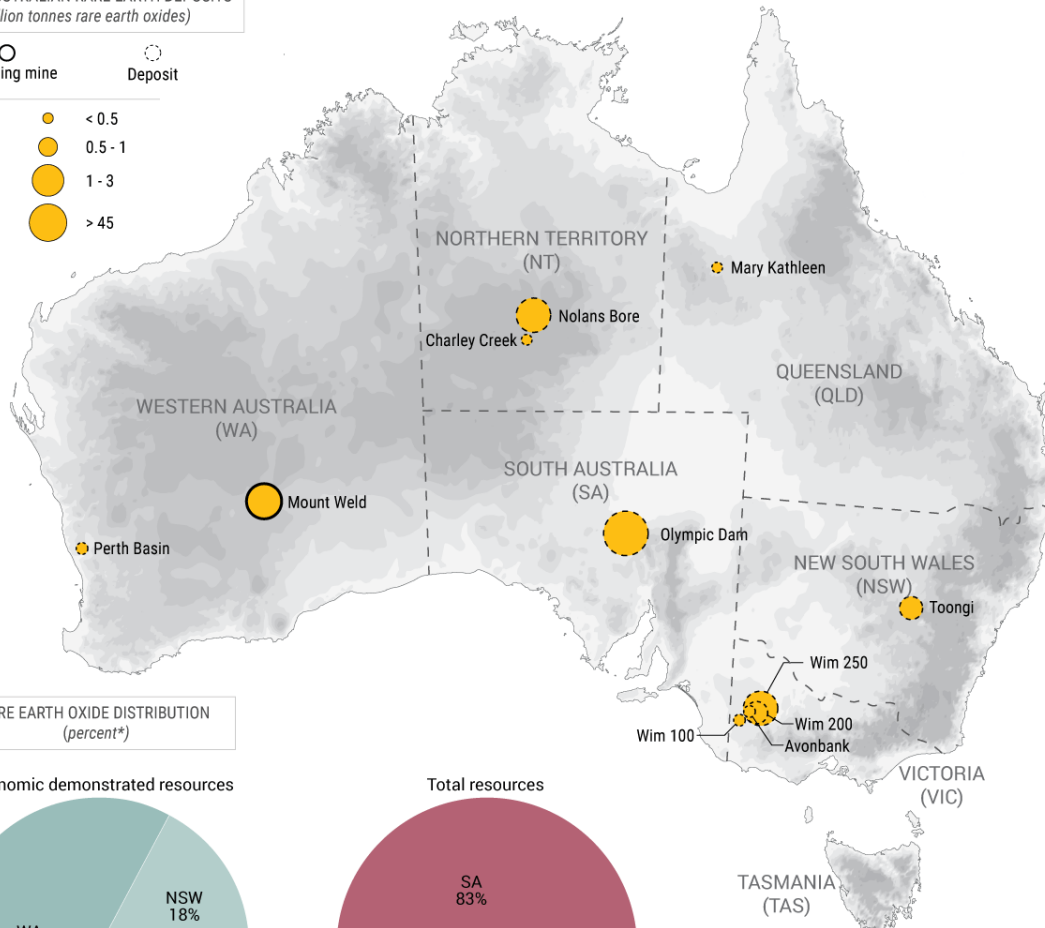 lion tonnes rare earth oxides)
ing mine
Deposit
< 0.5
0.5 - 1
1 - 3
> 45
NORTHERN TERRITORY
(NT)
Mary Kathleen
Nolans Bore
Charley Creek
QUEENSLAND
(QLD)
WESTERN AUSTRALIA
(WA)
SOUTH AUSTRALIA
(SA)
Mount Weld
Olympic Dam
Perth Basin
NEW SOUTH WALES
(NSW)
Toongi
Wim 250
Wim 200
Wim 100
Avonbank
VICTORIA
(VIC)
TASMANIA
(TAS)
RE EARTH OXIDE DISTRIBUTION
(percent*)
nomic demonstrated resources
NSW
18%
Total resources
SA
83%